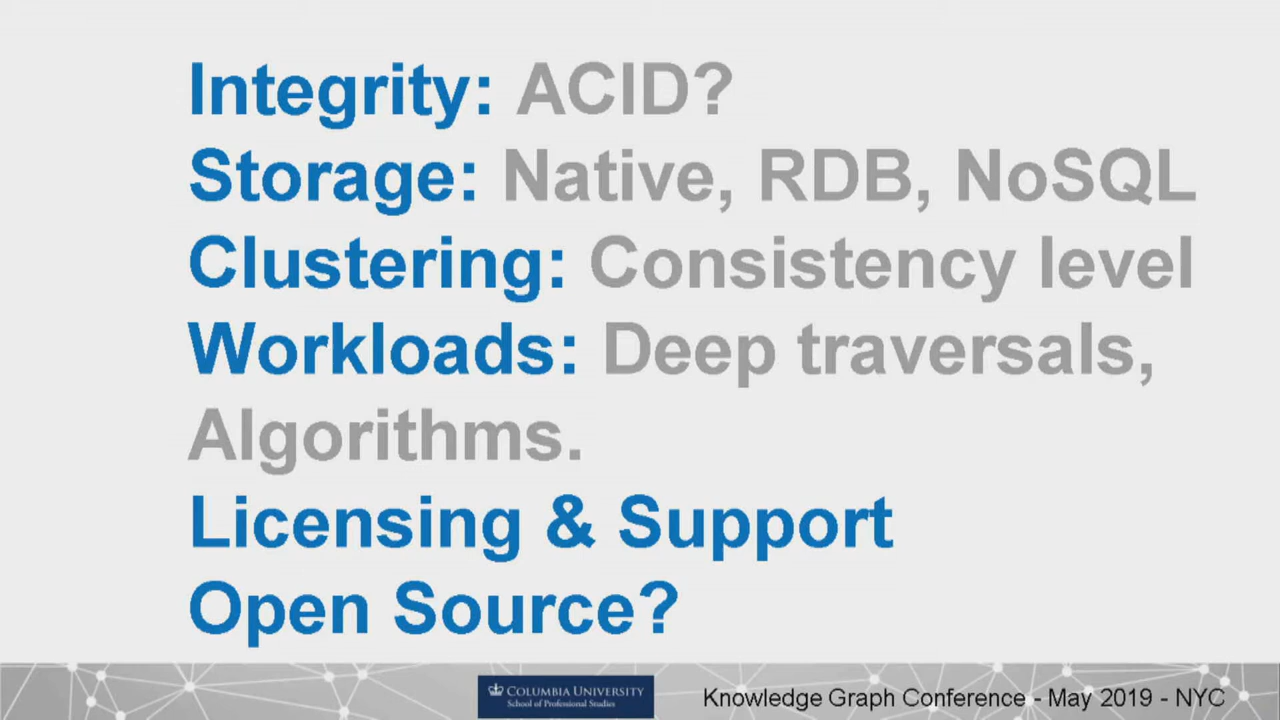 Integrity: ACID?
Storage: Native, RDB, NoSQL
Clustering: Consistency level
Workloads: Deep traversals,
Algorithms.
Licensing & Support
Open Source?
COLUMBIA UNIVERSITY
School of Professional Studies
Knowledge Graph Conference - May 2019 - NYC